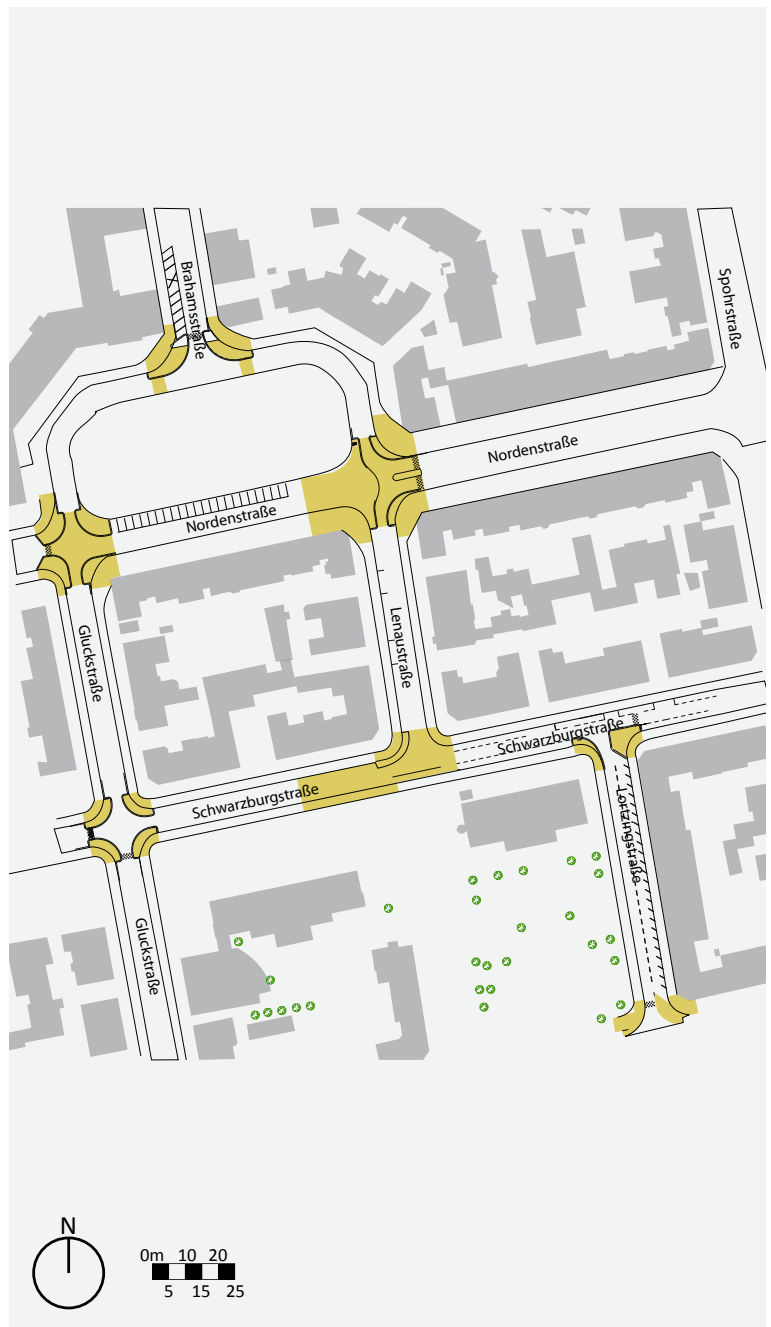 Brahamsstraße
Spohrstraße
Nordenstraße
Nordenstraße
Gluckstraße
Lenaustraße
Schwarzburgstraße
Schwarzburgstraße
Lortzingstraße
Gluckstraße
N
0m 10 20
5 15 25